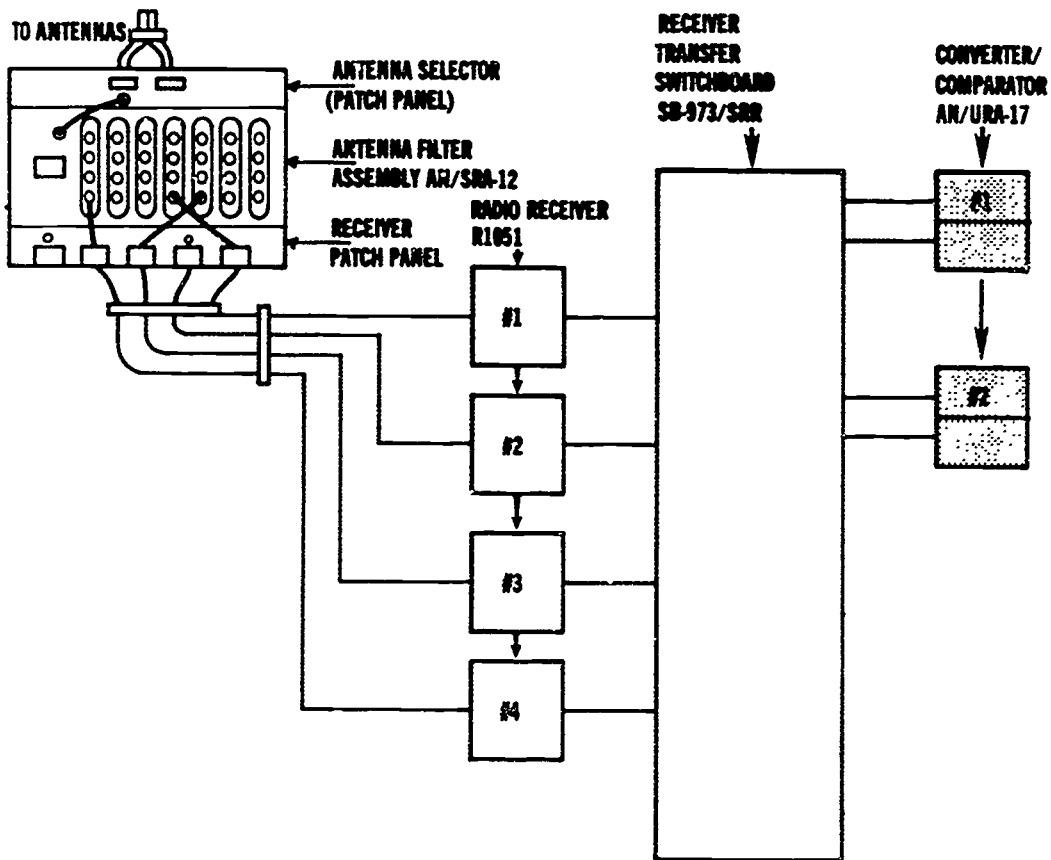 TO ANTENNAS
ANTENNA SELECTOR
(PATCH PANEL)
ANTENNA FILTER
ASSEMBLY AN/SRA-12
RECEIVER
PATCH PANEL
RADIO RECEIVER
R1051
#1
#2
#3
#4
RECEIVER
TRANSFER
SWITCHBOARD
SB-973/SRR
CONVERTER/
COMPARATOR
AN/URA-17
#1
#2